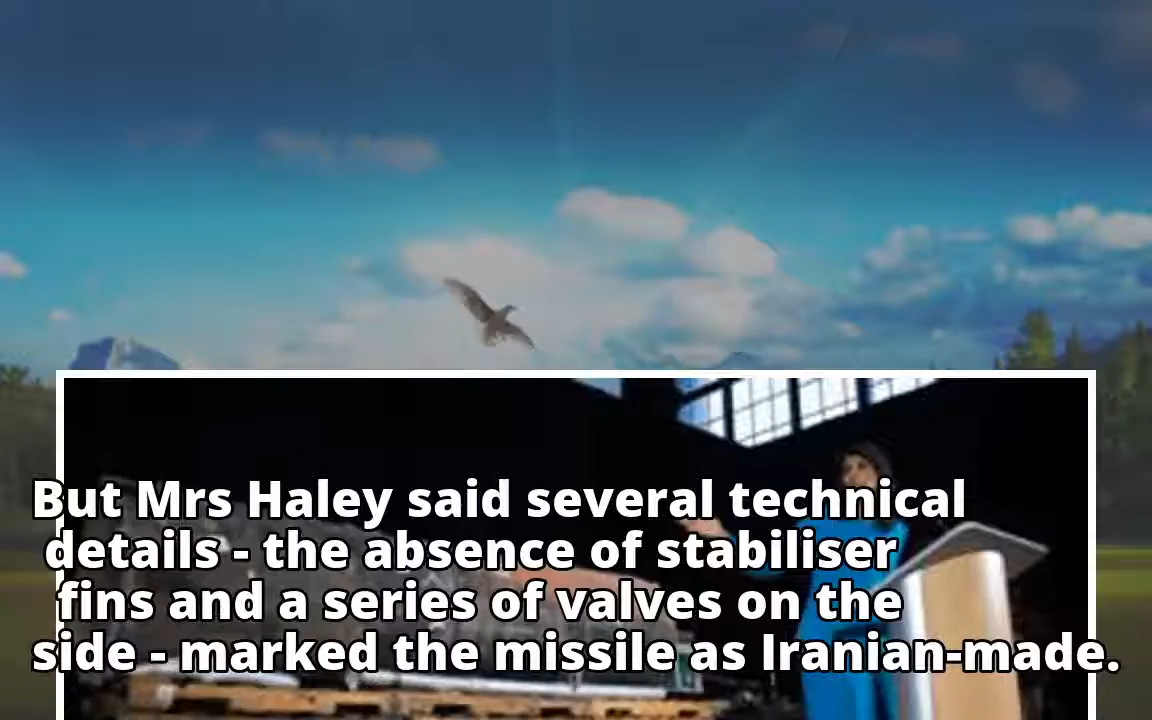 But Mrs Haley said several technical
details - the absence of stabiliser
fins and a series of valves on the
side - marked the missile as Iranian-made.